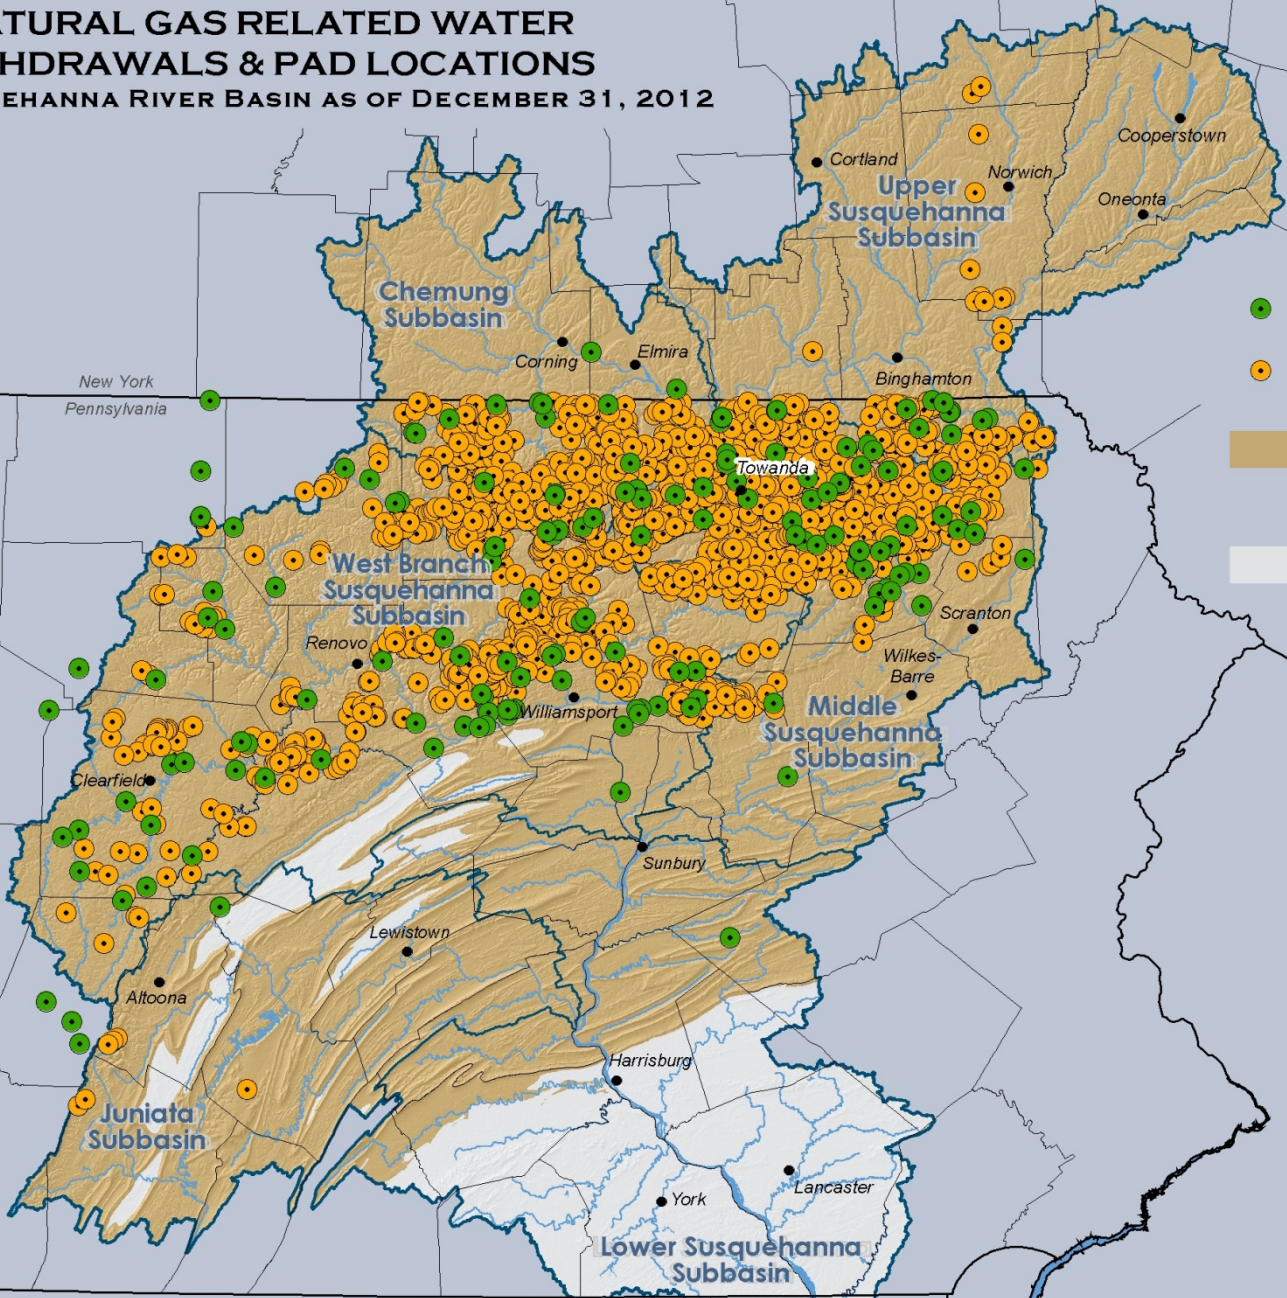 ATURAL GAS RELATED WATER
HDRAWALS & PAD LOCATIONS
EHANNA RIVER BASIN AS OF DECEMBER 31, 2012
Cooperstown
Cortland
Norwich
Upper
Susquehanna
Subbasin
Oneonta
Chemung
Subbasin
Corning
Elmira
Binghamton
New York
Pennsylvania
Towanda
West Branch
Susquehanna
Subbasin
Renovo
Scranton
Wilkes-
Barre
Williamsport
Middle
Susquehanna
Subbasin
Clearfield
Sunbury
Lewistown
Altoona
Harrisburg
Juniata
Subbasin
Lancaster
York
Lower Susquehanna
Subbasin